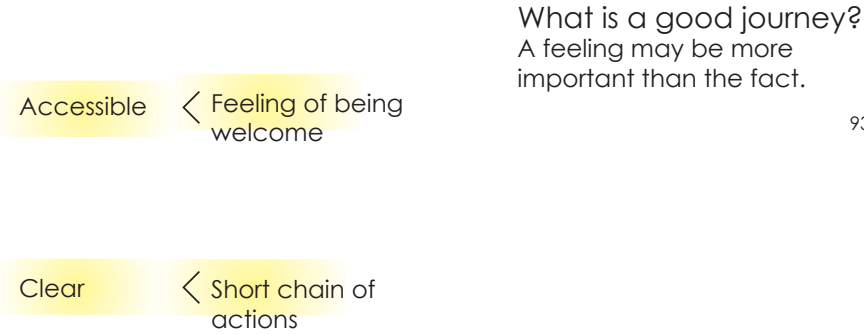 What is a good journey?
A feeling may be more
important than the fact.
93
Accessible < Feeling of being
welcome
Clear < Short chain of
actions